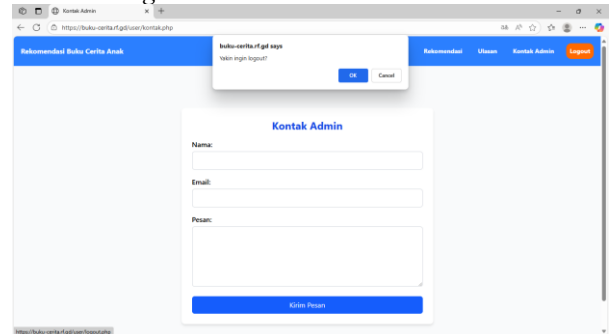 Kontak Admin
https://buku-cerita.rf.gd/user/kontak.php
Rekomendasi Buku Cerita Anak
buku-cerita.rf.gd says
Yakin ingin logout?
OK
Cancel
Rekomendasi
Ulasan
Kontak Admin
Logout
Kontak Admin
Nama:
Email:
Pesan:
Kirim Pesan
https://buku-cerita.rf.gd/user/logout.php